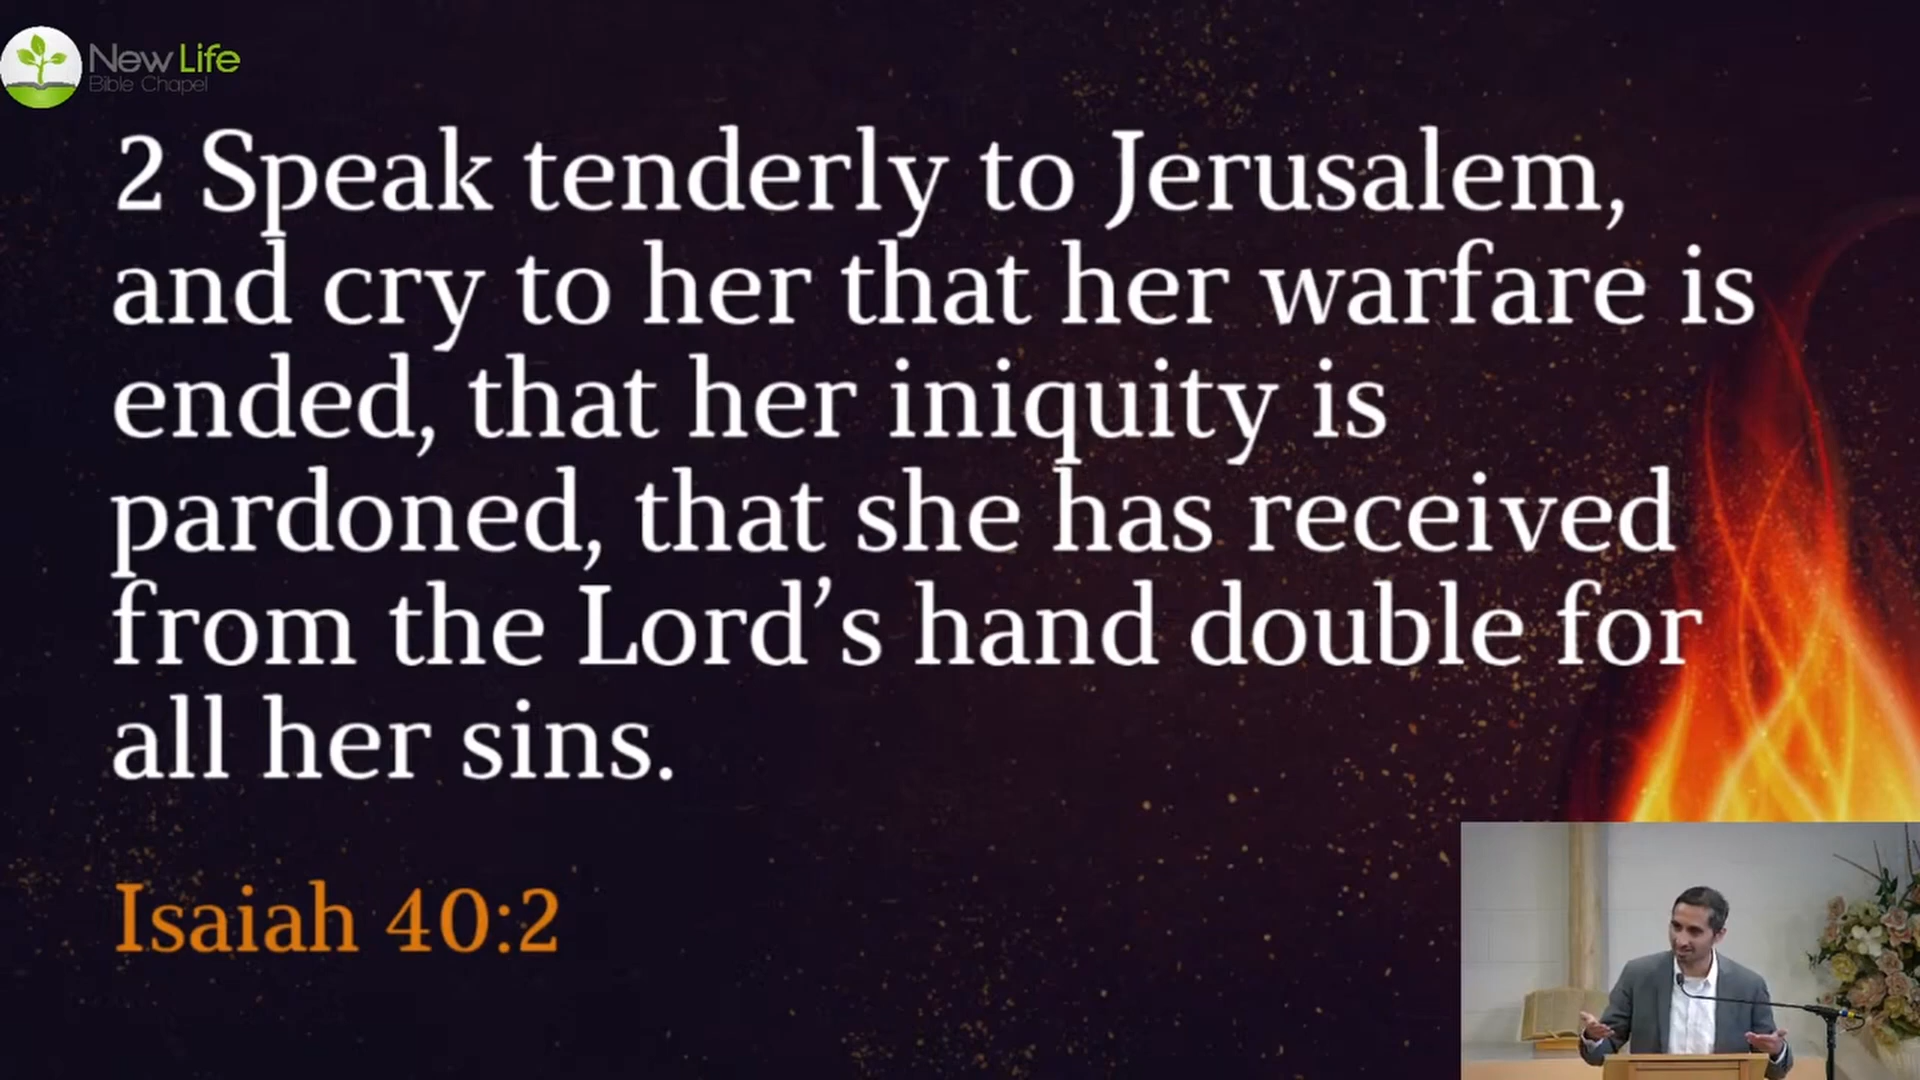 New Life
Bible Chapel
2 Speak tenderly to Jerusalem,
and cry to her that her warfare is
ended, that her iniquity is
pardoned, that she has received
from the Lord’s hand double for
all her sins.
Isaiah 40:2